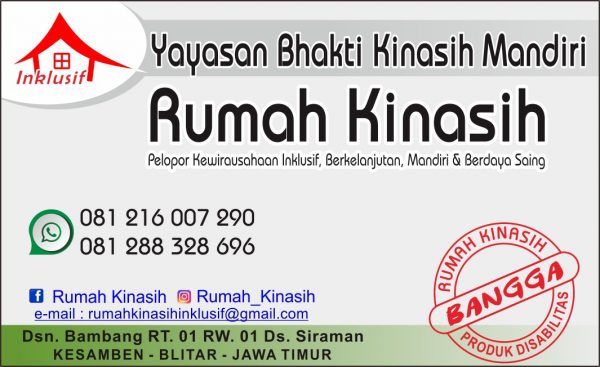 Inklusif
Yayasan Bhakti Kinasih Mandiri
Rumah Kinasih
Pelopor Kewirausahaan Inklusif, Berkelanjutan, Mandiri & Berdaya Saing
081 216 007 290
081 288 328 696
RUMAH KINASIH
BANGGA
PRODUK DISABILITAS
Rumah Kinasih Rumah_Kinasih
e-mail : rumahkinasihinklusif@gmail.com
Dsn. Bambang RT. 01 RW. 01 Ds. Siraman
KESAMBEN - BLITAR - JAWA TIMUR